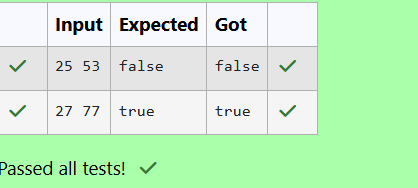 Input Expected Got
25 53 false false
27 77 true true
Passed all tests!